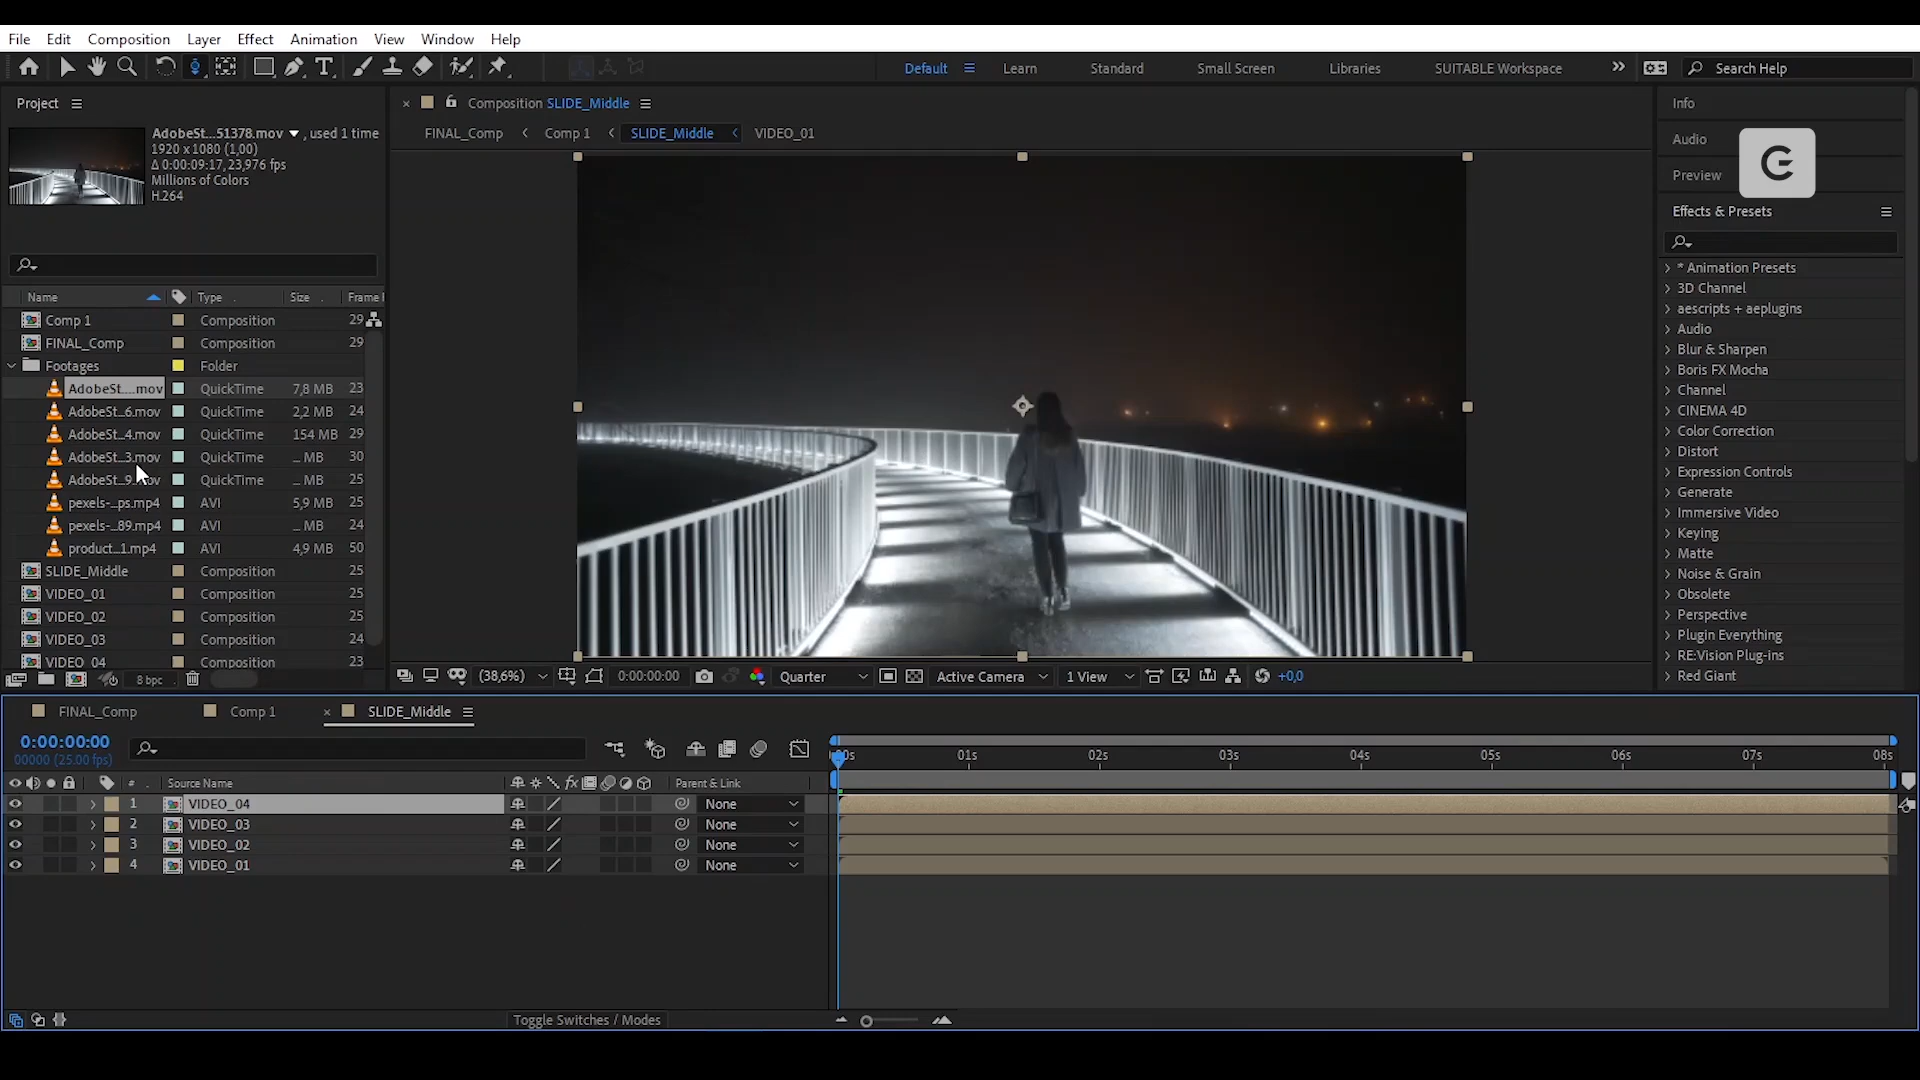 File Edit Composition Layer Effect Animation View Window Help
Default Learn Standard Small Screen Libraries SUITABLE Workspace Search Help
Project
AdobeSt...51378.mov , used 1 time
1920 x 1080 (1,00)
Δ 0:00:09:17, 23,976 fps
Millions of Colors
H.264
Composition SLIDE_Middle
FINAL_Comp Comp 1 SLIDE_Middle VIDEO_01
Name Type Size Frame
Comp 1 Composition 29
FINAL_Comp Composition 29
Footages Folder
AdobeSt....mov QuickTime 7,8 MB 23
AdobeSt...6.mov QuickTime 2,2 MB 24
AdobeSt...4.mov QuickTime 154 MB 29
AdobeSt...3.mov QuickTime ... MB 30
AdobeSt...9.mov QuickTime ... MB 25
pexels-...ps.mp4 AVI 5,9 MB 25
pexels-...89.mp4 AVI ... MB 24
product...1.mp4 AVI 4,9 MB 50
SLIDE_Middle Composition 25
VIDEO_01 Composition 25
VIDEO_02 Composition 25
VIDEO_03 Composition 24
VIDEO_04 Composition 23
8 bpc
(38,6%) 0:00:00:00 Quarter Active Camera 1 View +0,0
Info
Audio
Preview
G
Effects & Presets
* Animation Presets
3D Channel
aescripts + aeplugins
Audio
Blur & Sharpen
Boris FX Mocha
Channel
CINEMA 4D
Color Correction
Distort
Expression Controls
Generate
Immersive Video
Keying
Matte
Noise & Grain
Obsolete
Perspective
Plugin Everything
RE:Vision Plug-ins
Red Giant
FINAL_Comp Comp 1 SLIDE_Middle
0:00:00:00
00000 (25.00 fps)
00s 01s 02s 03s 04s 05s 06s 07s 08s
# Source Name fx Parent & Link
1 VIDEO_04 None
2 VIDEO_03 None
3 VIDEO_02 None
4 VIDEO_01 None
Toggle Switches / Modes